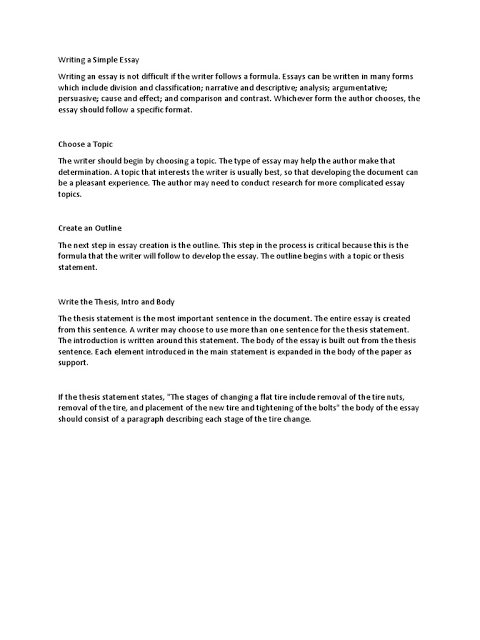 Writing a Simple Essay
Writing an essay is not difficult if the writer follows a formula. Essays can be written in many forms
which include division and classification; narrative and descriptive; analysis; argumentative;
persuasive; cause and effect; and comparison and contrast. Whichever form the author chooses, the
essay should follow a specific format.
Choose a Topic
The writer should begin by choosing a topic. The type of essay may help the author make that
determination. A topic that interests the writer is usually best, so that developing the document can
be a pleasant experience. The author may need to conduct research for more complicated essay
topics.
Create an Outline
The next step in essay creation is the outline. This step in the process is critical because this is the
formula that the writer will follow to develop the essay. The outline begins with a topic or thesis
statement.
Write the Thesis, Intro and Body
The thesis statement is the most important sentence in the document. The entire essay is created
from this sentence. A writer may choose to use more than one sentence for the thesis statement.
The introduction is written around this statement. The body of the essay is built out from the thesis
sentence. Each element introduced in the main statement is expanded in the body of the paper as
support.
If the thesis statement states, "The stages of changing a flat tire include removal of the tire nuts,
removal of the tire, and placement of the new tire and tightening of the bolts" the body of the essay
should consist of a paragraph describing each stage of the tire change.